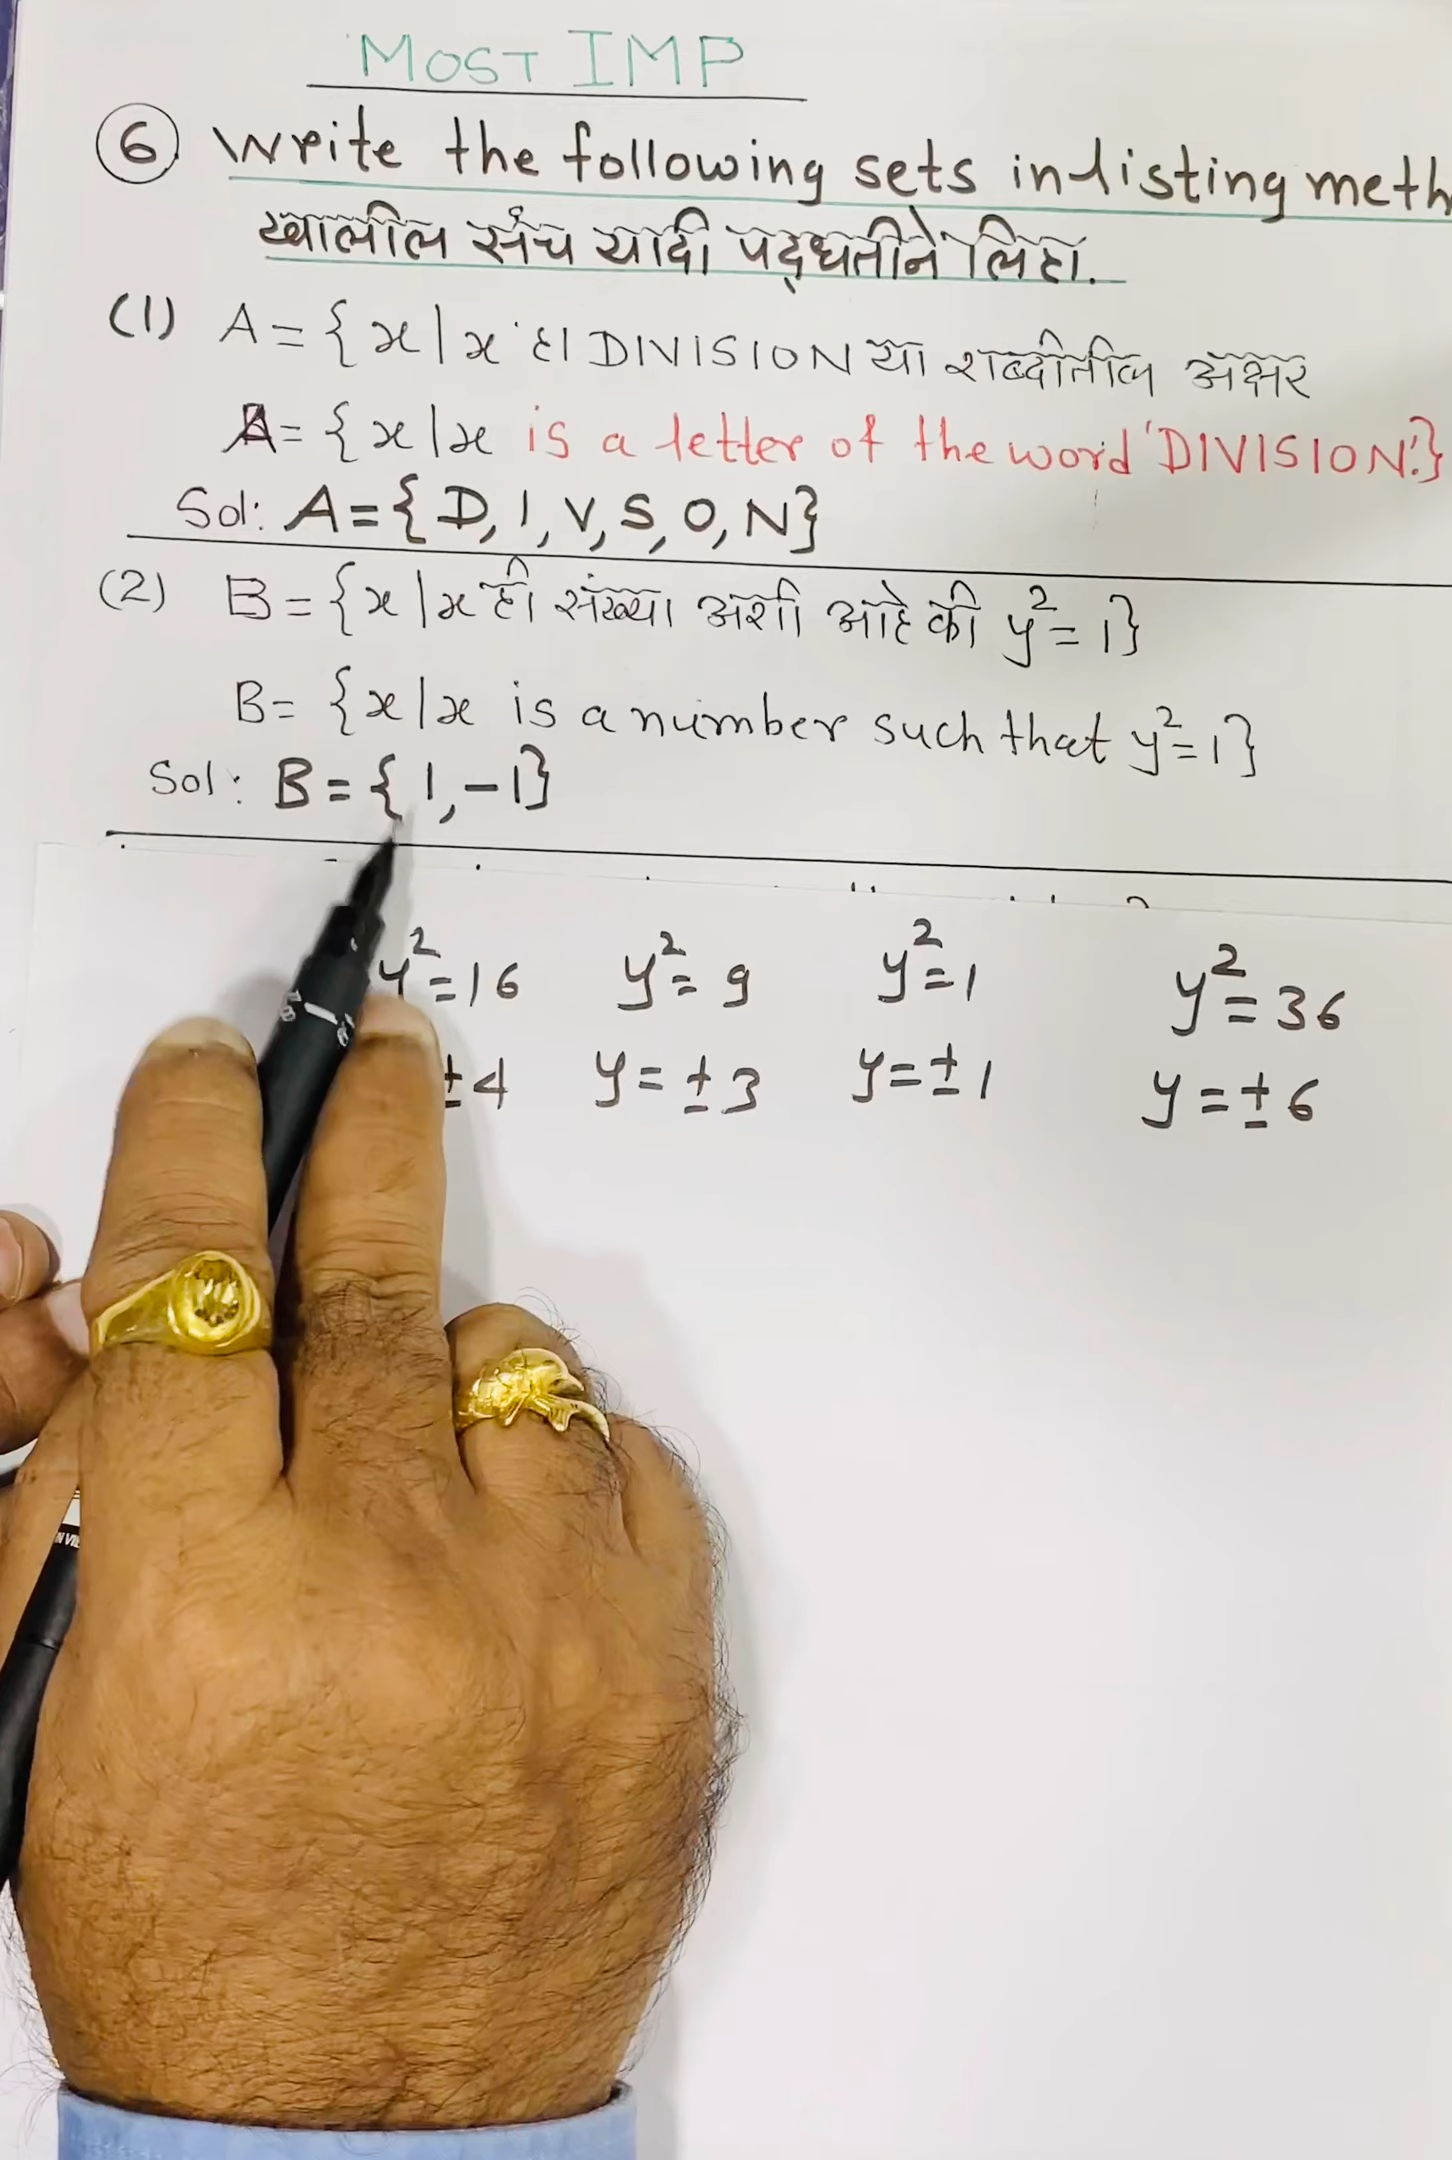 MOST IMP
6 Write the following sets in listing meth
खालील संच यादी पद्धतीने लिहा.
(1) A = {x | x हा DIVISION या शब्दातील अक्षर
A = {x | x is a letter of the word 'DIVISION'.}
Sol: A = {D, I, V, S, O, N}
(2) B = {x | x ही संख्या अशी आहे की y² = 1}
B = {x | x is a number such that y² = 1}
Sol: B = {1, -1}
y² = 16 y² = 9 y² = 1 y² = 36
± 4 y = ± 3 y = ± 1 y = ± 6